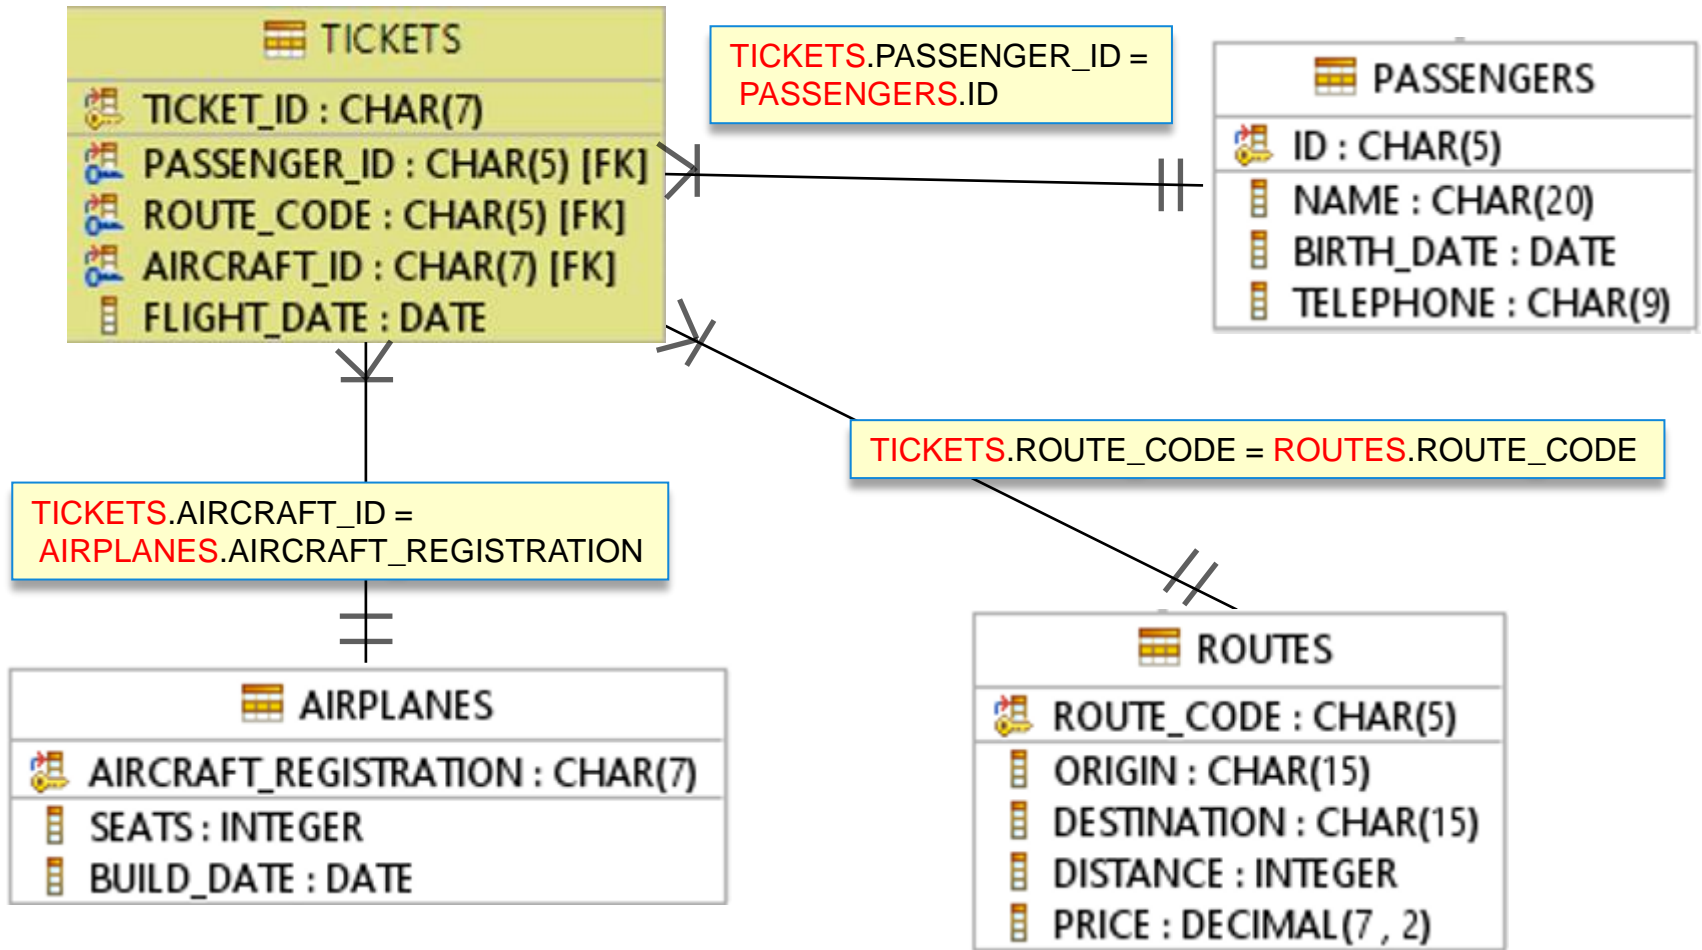 TICKETS
TICKET_ID : CHAR(7)
PASSENGER_ID : CHAR(5) [FK]
ROUTE_CODE : CHAR(5) [FK]
AIRCRAFT_ID : CHAR(7) [FK]
FLIGHT_DATE : DATE
TICKETS.PASSENGER_ID =
PASSENGERS.ID
PASSENGERS
ID : CHAR(5)
NAME : CHAR(20)
BIRTH_DATE : DATE
TELEPHONE : CHAR(9)
TICKETS.ROUTE_CODE = ROUTES.ROUTE_CODE
TICKETS.AIRCRAFT_ID =
AIRPLANES.AIRCRAFT_REGISTRATION
AIRPLANES
AIRCRAFT_REGISTRATION : CHAR(7)
SEATS : INTEGER
BUILD_DATE : DATE
ROUTES
ROUTE_CODE : CHAR(5)
ORIGIN : CHAR(15)
DESTINATION : CHAR(15)
DISTANCE : INTEGER
PRICE : DECIMAL(7 , 2)